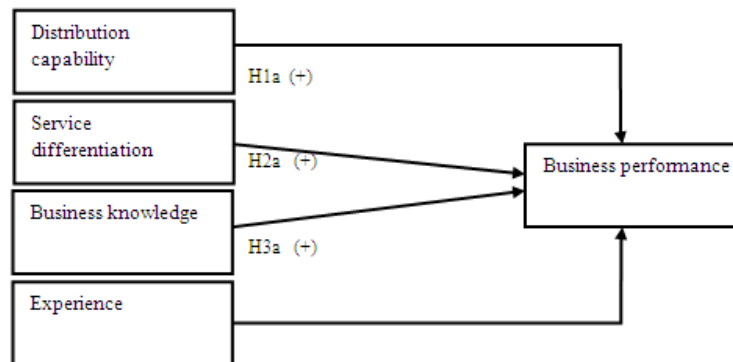 Distribution
capability
H1a (+)
Service
differentiation
H2a (+)
Business performance
Business knowledge
H3a (+)
Experience